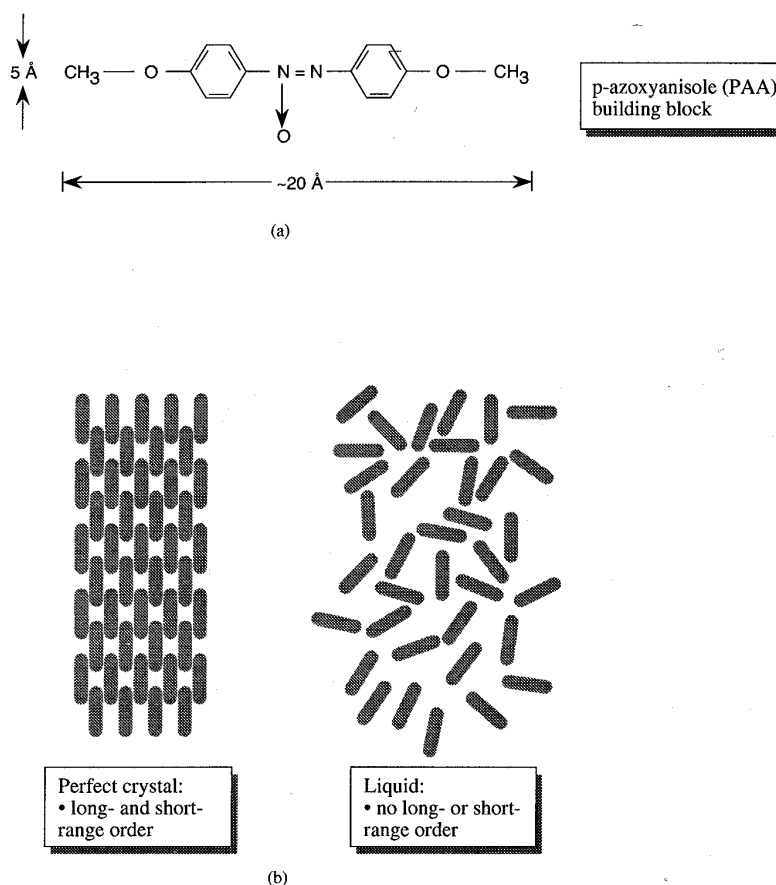 5 Å
CH3 O N = N O CH3
O
p-azoxyanisole (PAA)
building block
~20 Å
(a)
Perfect crystal:
• long- and short-
range order
Liquid:
• no long- or short-
range order
(b)